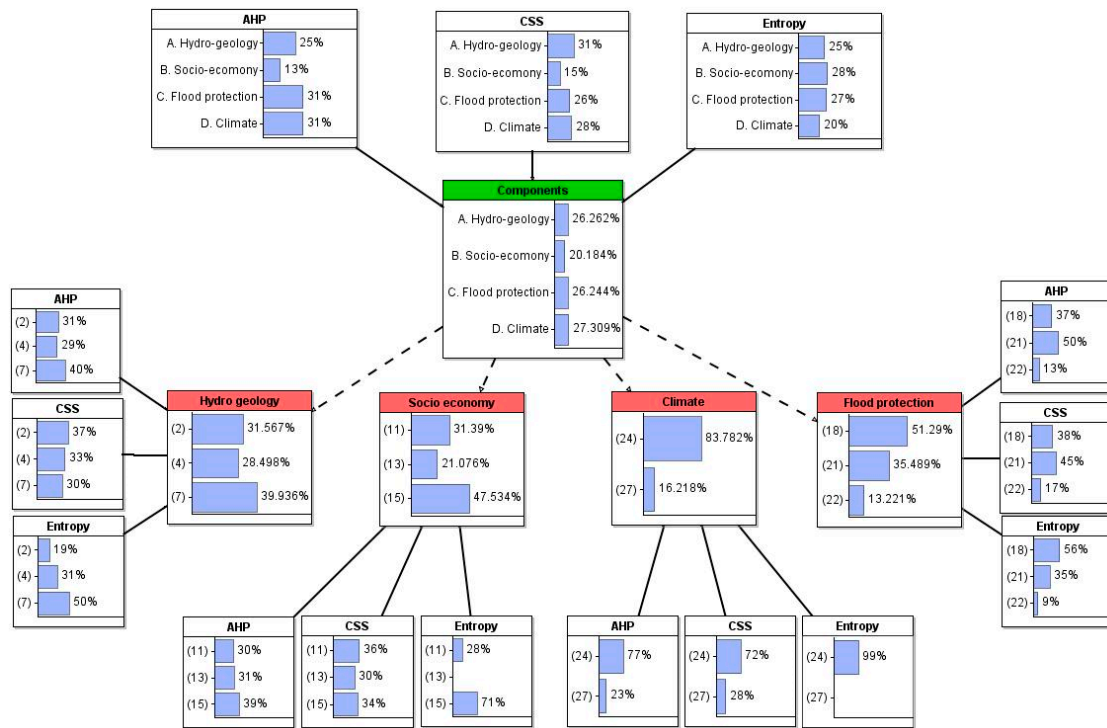 AHP
A. Hydro-geology 25%
B. Socio-ecomony 13%
C. Flood protection 31%
D. Climate 31%
CSS
A. Hydro-geology 31%
B. Socio-ecomony 15%
C. Flood protection 26%
D. Climate 28%
Entropy
A. Hydro-geology 25%
B. Socio-ecomony 28%
C. Flood protection 27%
D. Climate 20%
Components
A. Hydro-geology 26.262%
B. Socio-ecomony 20.184%
C. Flood protection 26.244%
D. Climate 27.309%
AHP
(2) 31%
(4) 29%
(7) 40%
CSS
(2) 37%
(4) 33%
(7) 30%
Entropy
(2) 19%
(4) 31%
(7) 50%
Hydro geology
(2) 31.567%
(4) 28.498%
(7) 39.936%
Socio economy
(11) 31.39%
(13) 21.076%
(15) 47.534%
Climate
(24) 83.782%
(27) 16.218%
Flood protection
(18) 51.29%
(21) 35.489%
(22) 13.221%
AHP
(18) 37%
(21) 50%
(22) 13%
CSS
(18) 38%
(21) 45%
(22) 17%
Entropy
(18) 56%
(21) 35%
(22) 9%
AHP
(11) 30%
(13) 31%
(15) 39%
CSS
(11) 36%
(13) 30%
(15) 34%
Entropy
(11) 28%
(13)
(15) 71%
AHP
(24) 77%
(27) 23%
CSS
(24) 72%
(27) 28%
Entropy
(24) 99%
(27)